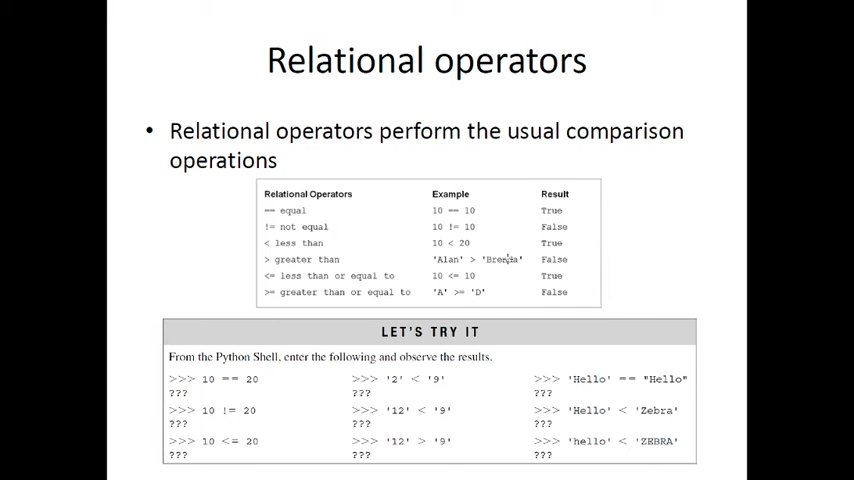 Relational operators
• Relational operators perform the usual comparison
operations
Relational Operators Example Result
== equal 10 == 10 True
!= not equal 10 != 10 False
< less than 10 < 20 True
> greater than 'Alan' > 'Brenda' False
<= less than or equal to 10 <= 10 True
>= greater than or equal to 'A' >= 'D' False
LET'S TRY IT
From the Python Shell, enter the following and observe the results.
>>> 10 == 20 >>> '2' < '9' >>> 'Hello' == "Hello"
??? ??? ???
>>> 10 != 20 >>> '12' < '9' >>> 'Hello' < 'Zebra'
??? ??? ???
>>> 10 <= 20 >>> '12' > '9' >>> 'hello' < 'ZEBRA'
??? ??? ???